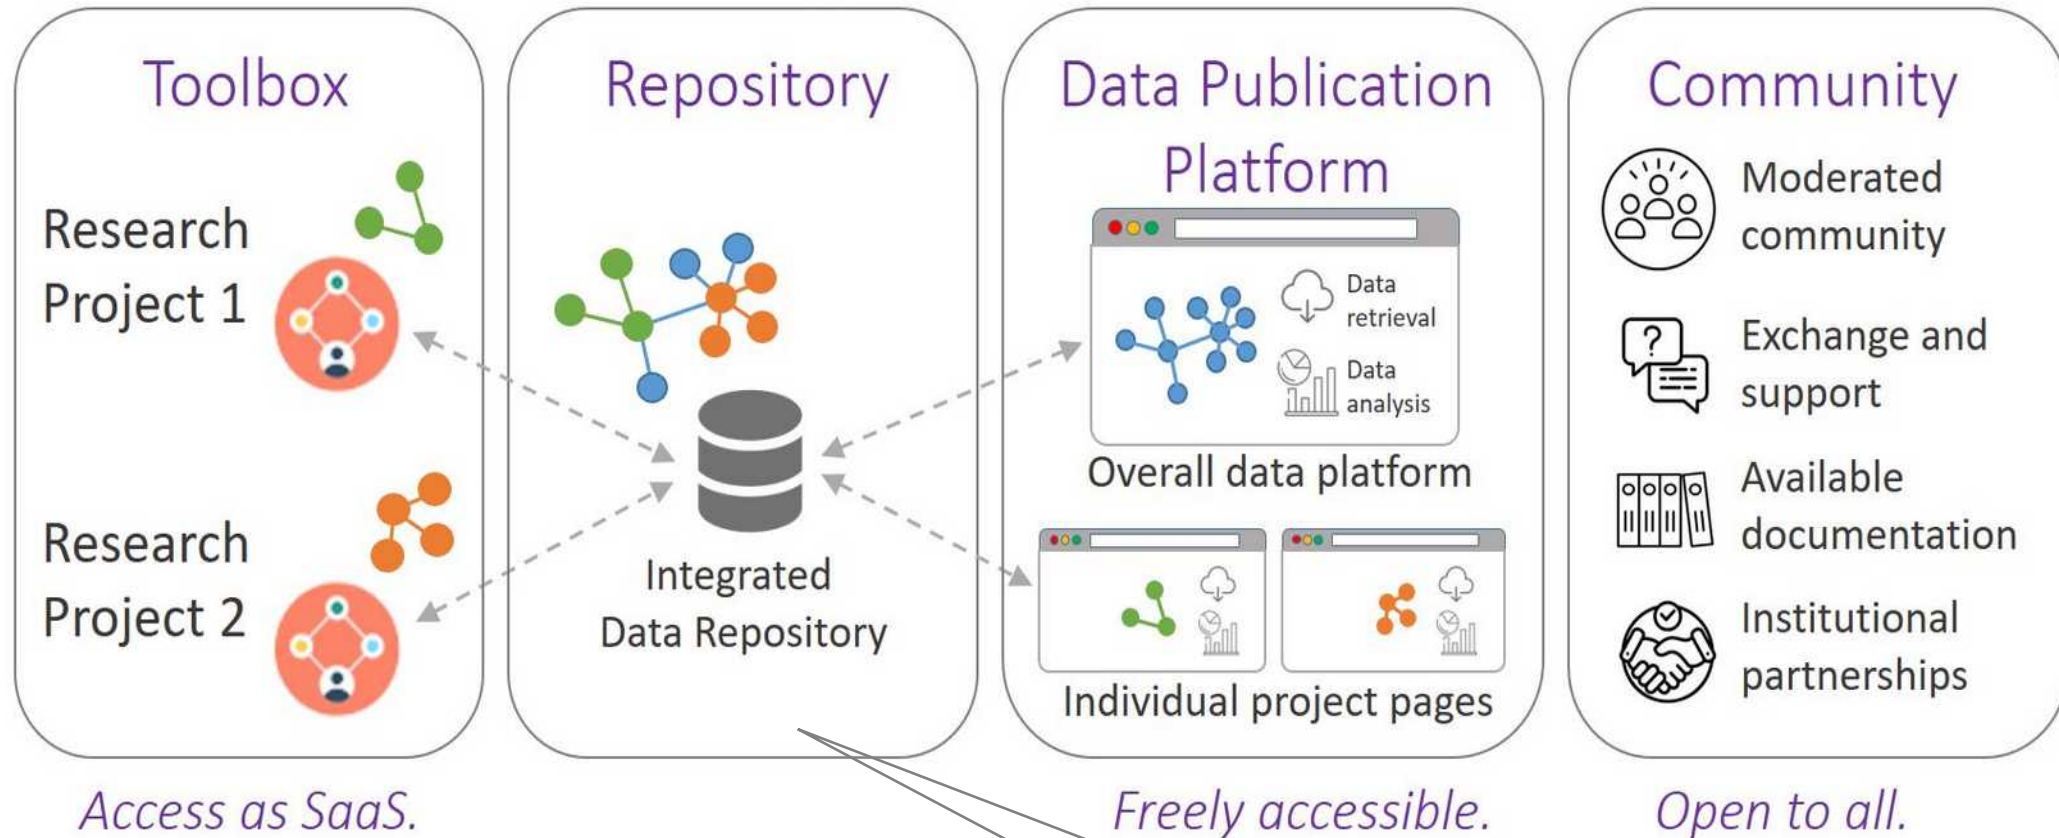 Toolbox
Research
Project 1
Research
Project 2
Access as SaaS.
Repository
Integrated
Data Repository
Data Publication
Platform
Data
retrieval
Data
analysis
Overall data platform
Individual project pages
Freely accessible.
Community
Moderated
community
Exchange and
support
Available
documentation
Institutional
partnerships
Open to all.